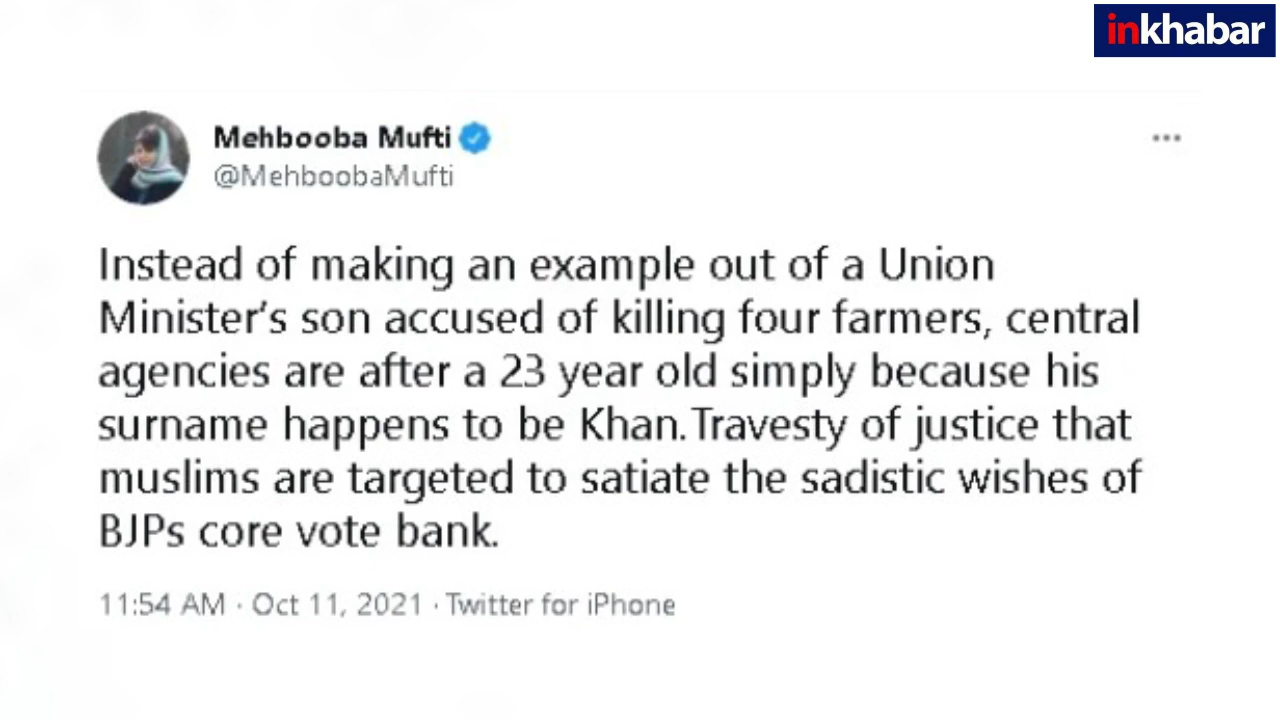 inkhabar
Mehbooba Mufti
@MehboobaMufti
Instead of making an example out of a Union
Minister's son accused of killing four farmers, central
agencies are after a 23 year old simply because his
surname happens to be Khan.Travesty of justice that
muslims are targeted to satiate the sadistic wishes of
BJPs core vote bank.
11:54 AM · Oct 11, 2021 · Twitter for iPhone